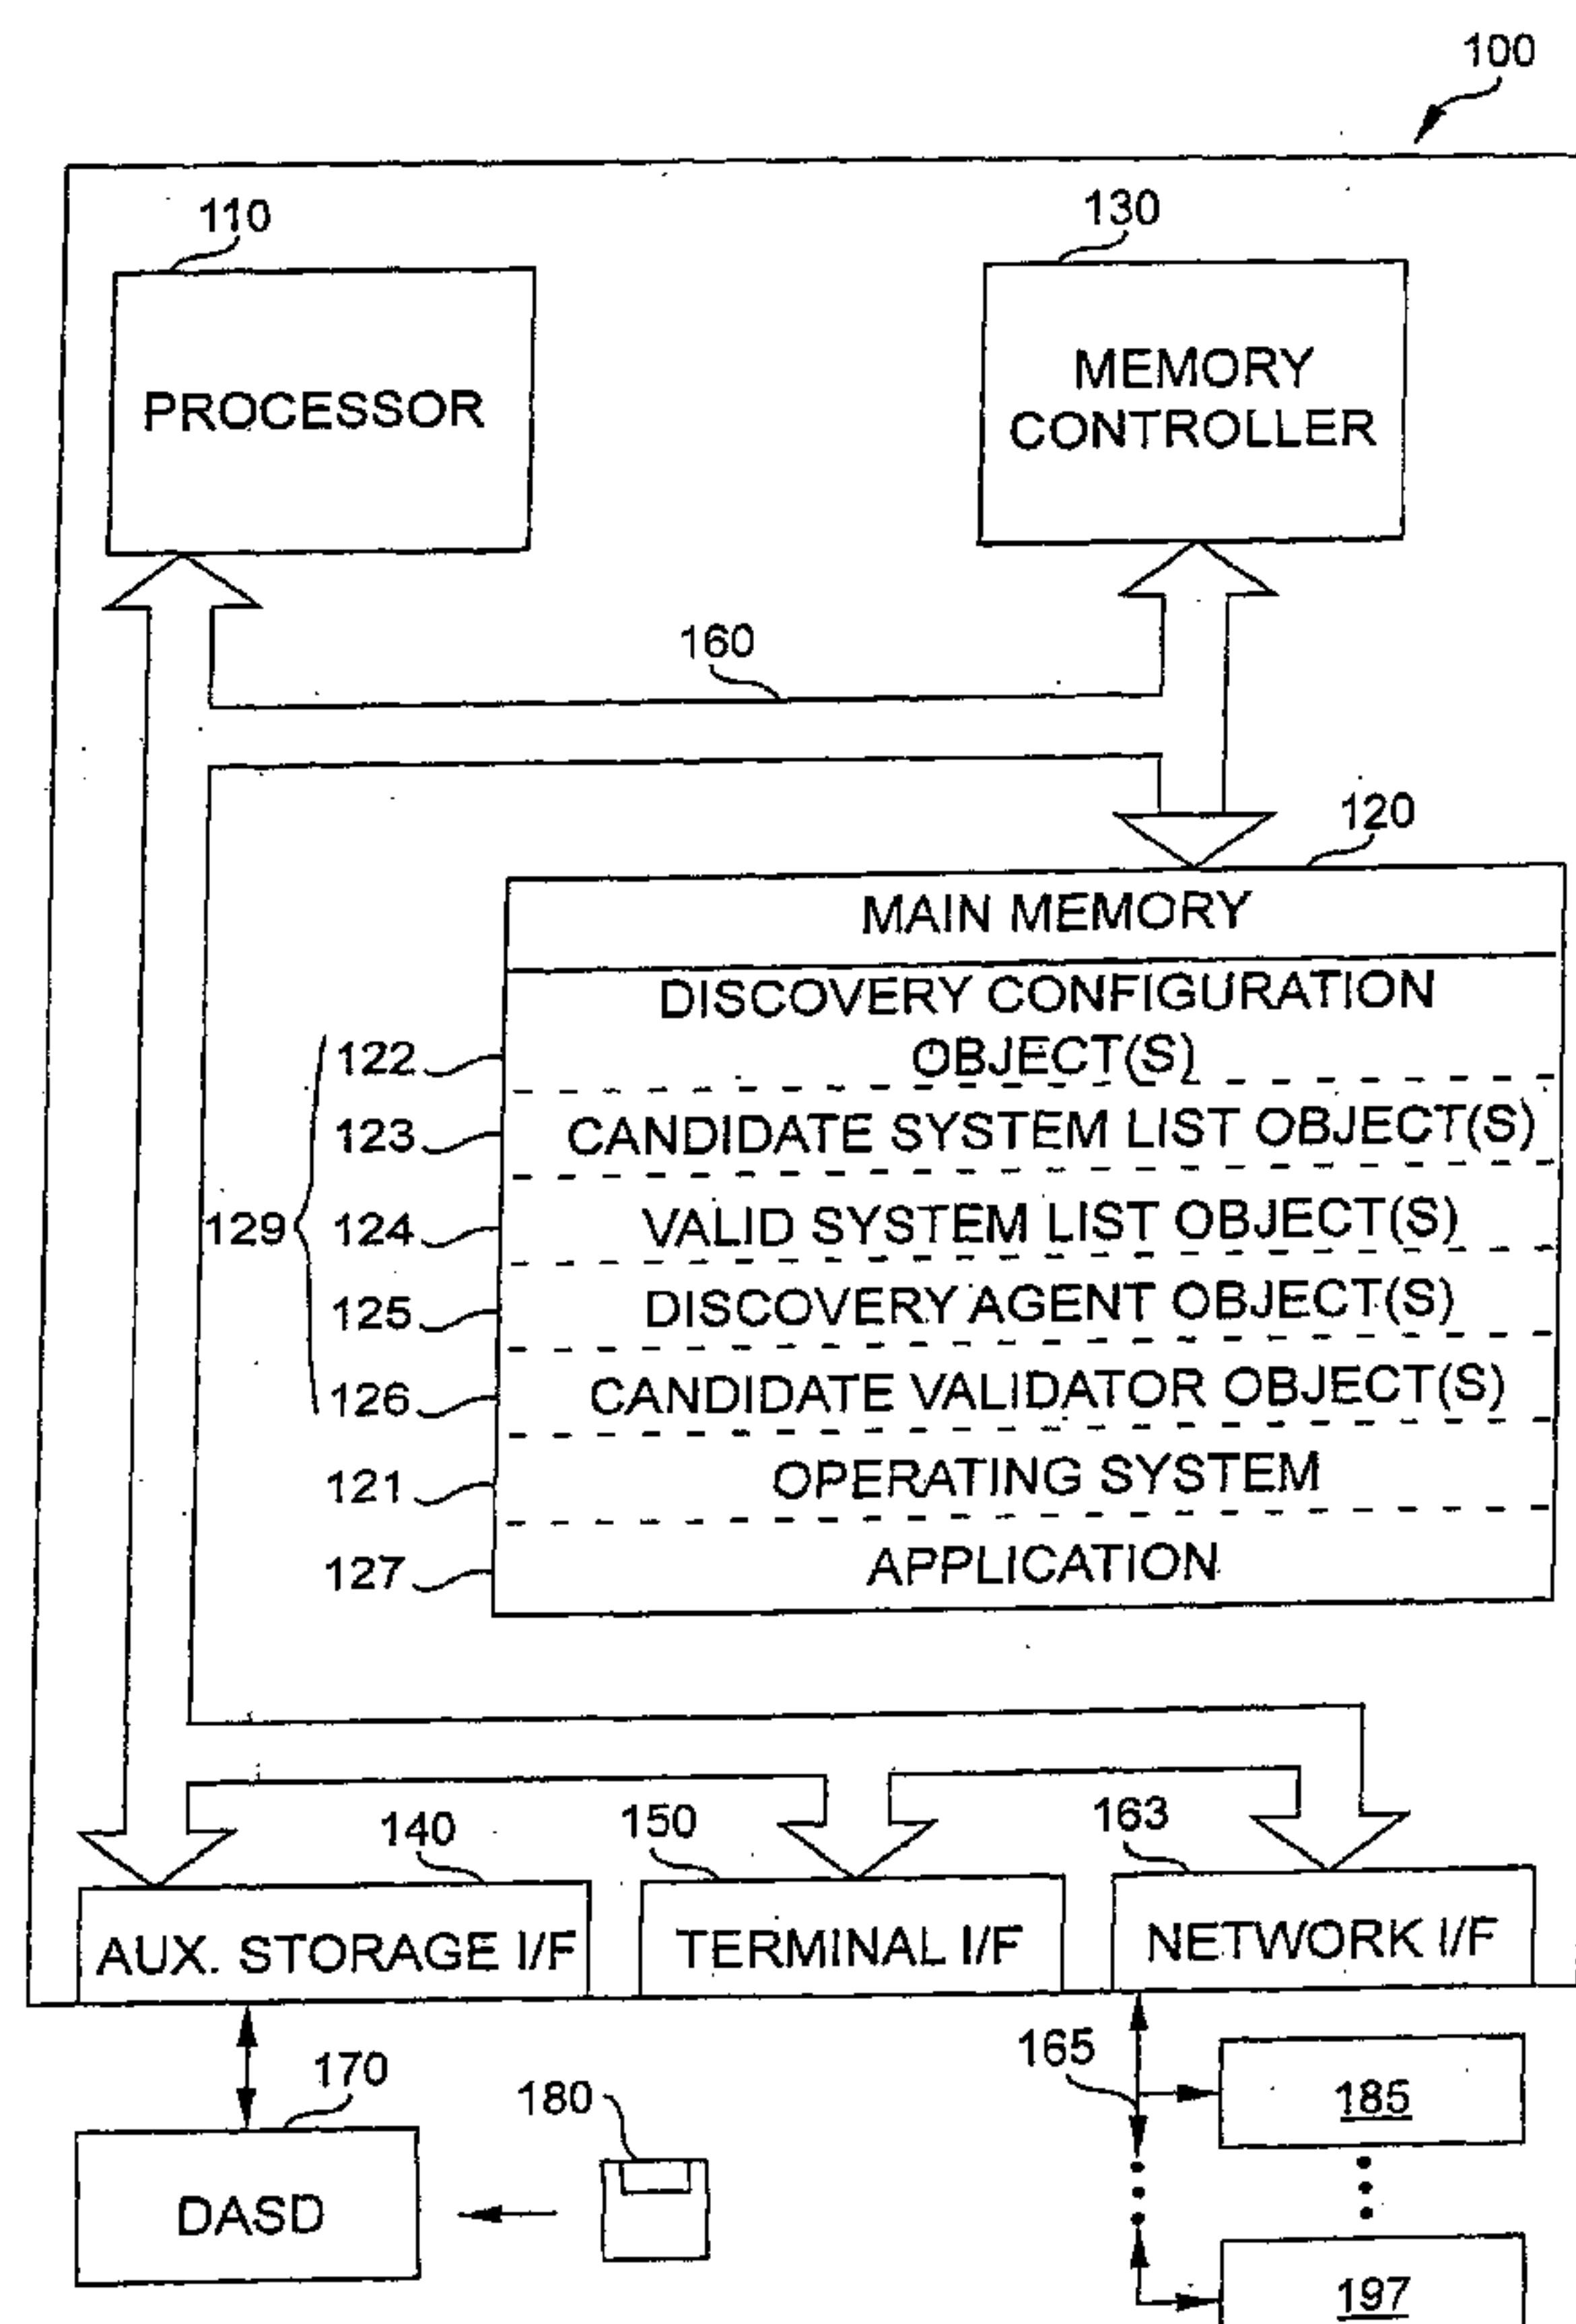 100
110
130
PROCESSOR
MEMORY
CONTROLLER
160
120
MAIN MEMORY
DISCOVERY CONFIGURATION
122 OBJECT(S)
123 CANDIDATE SYSTEM LIST OBJECT(S)
129 124 VALID SYSTEM LIST OBJECT(S)
125 DISCOVERY AGENT OBJECT(S)
126 CANDIDATE VALIDATOR OBJECT(S)
121 OPERATING SYSTEM
127 APPLICATION
140 150 163
AUX. STORAGE I/F TERMINAL I/F NETWORK I/F
165
170 180 185
DASD
197